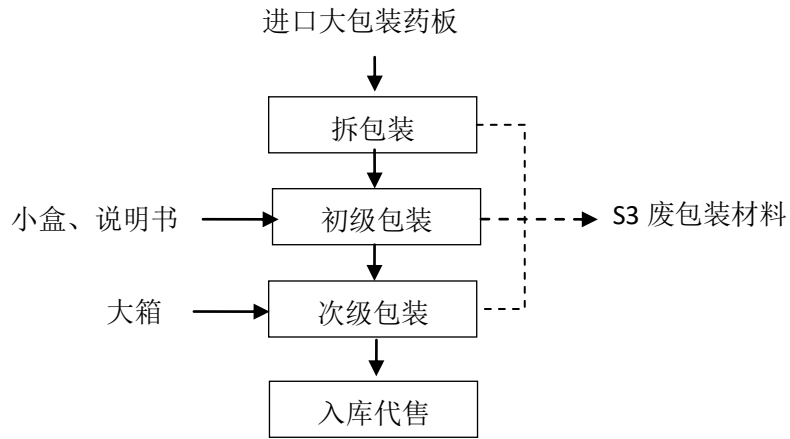 进口大包装药板
拆包装
小盒、说明书
初级包装
S3 废包装材料
大箱
次级包装
入库代售